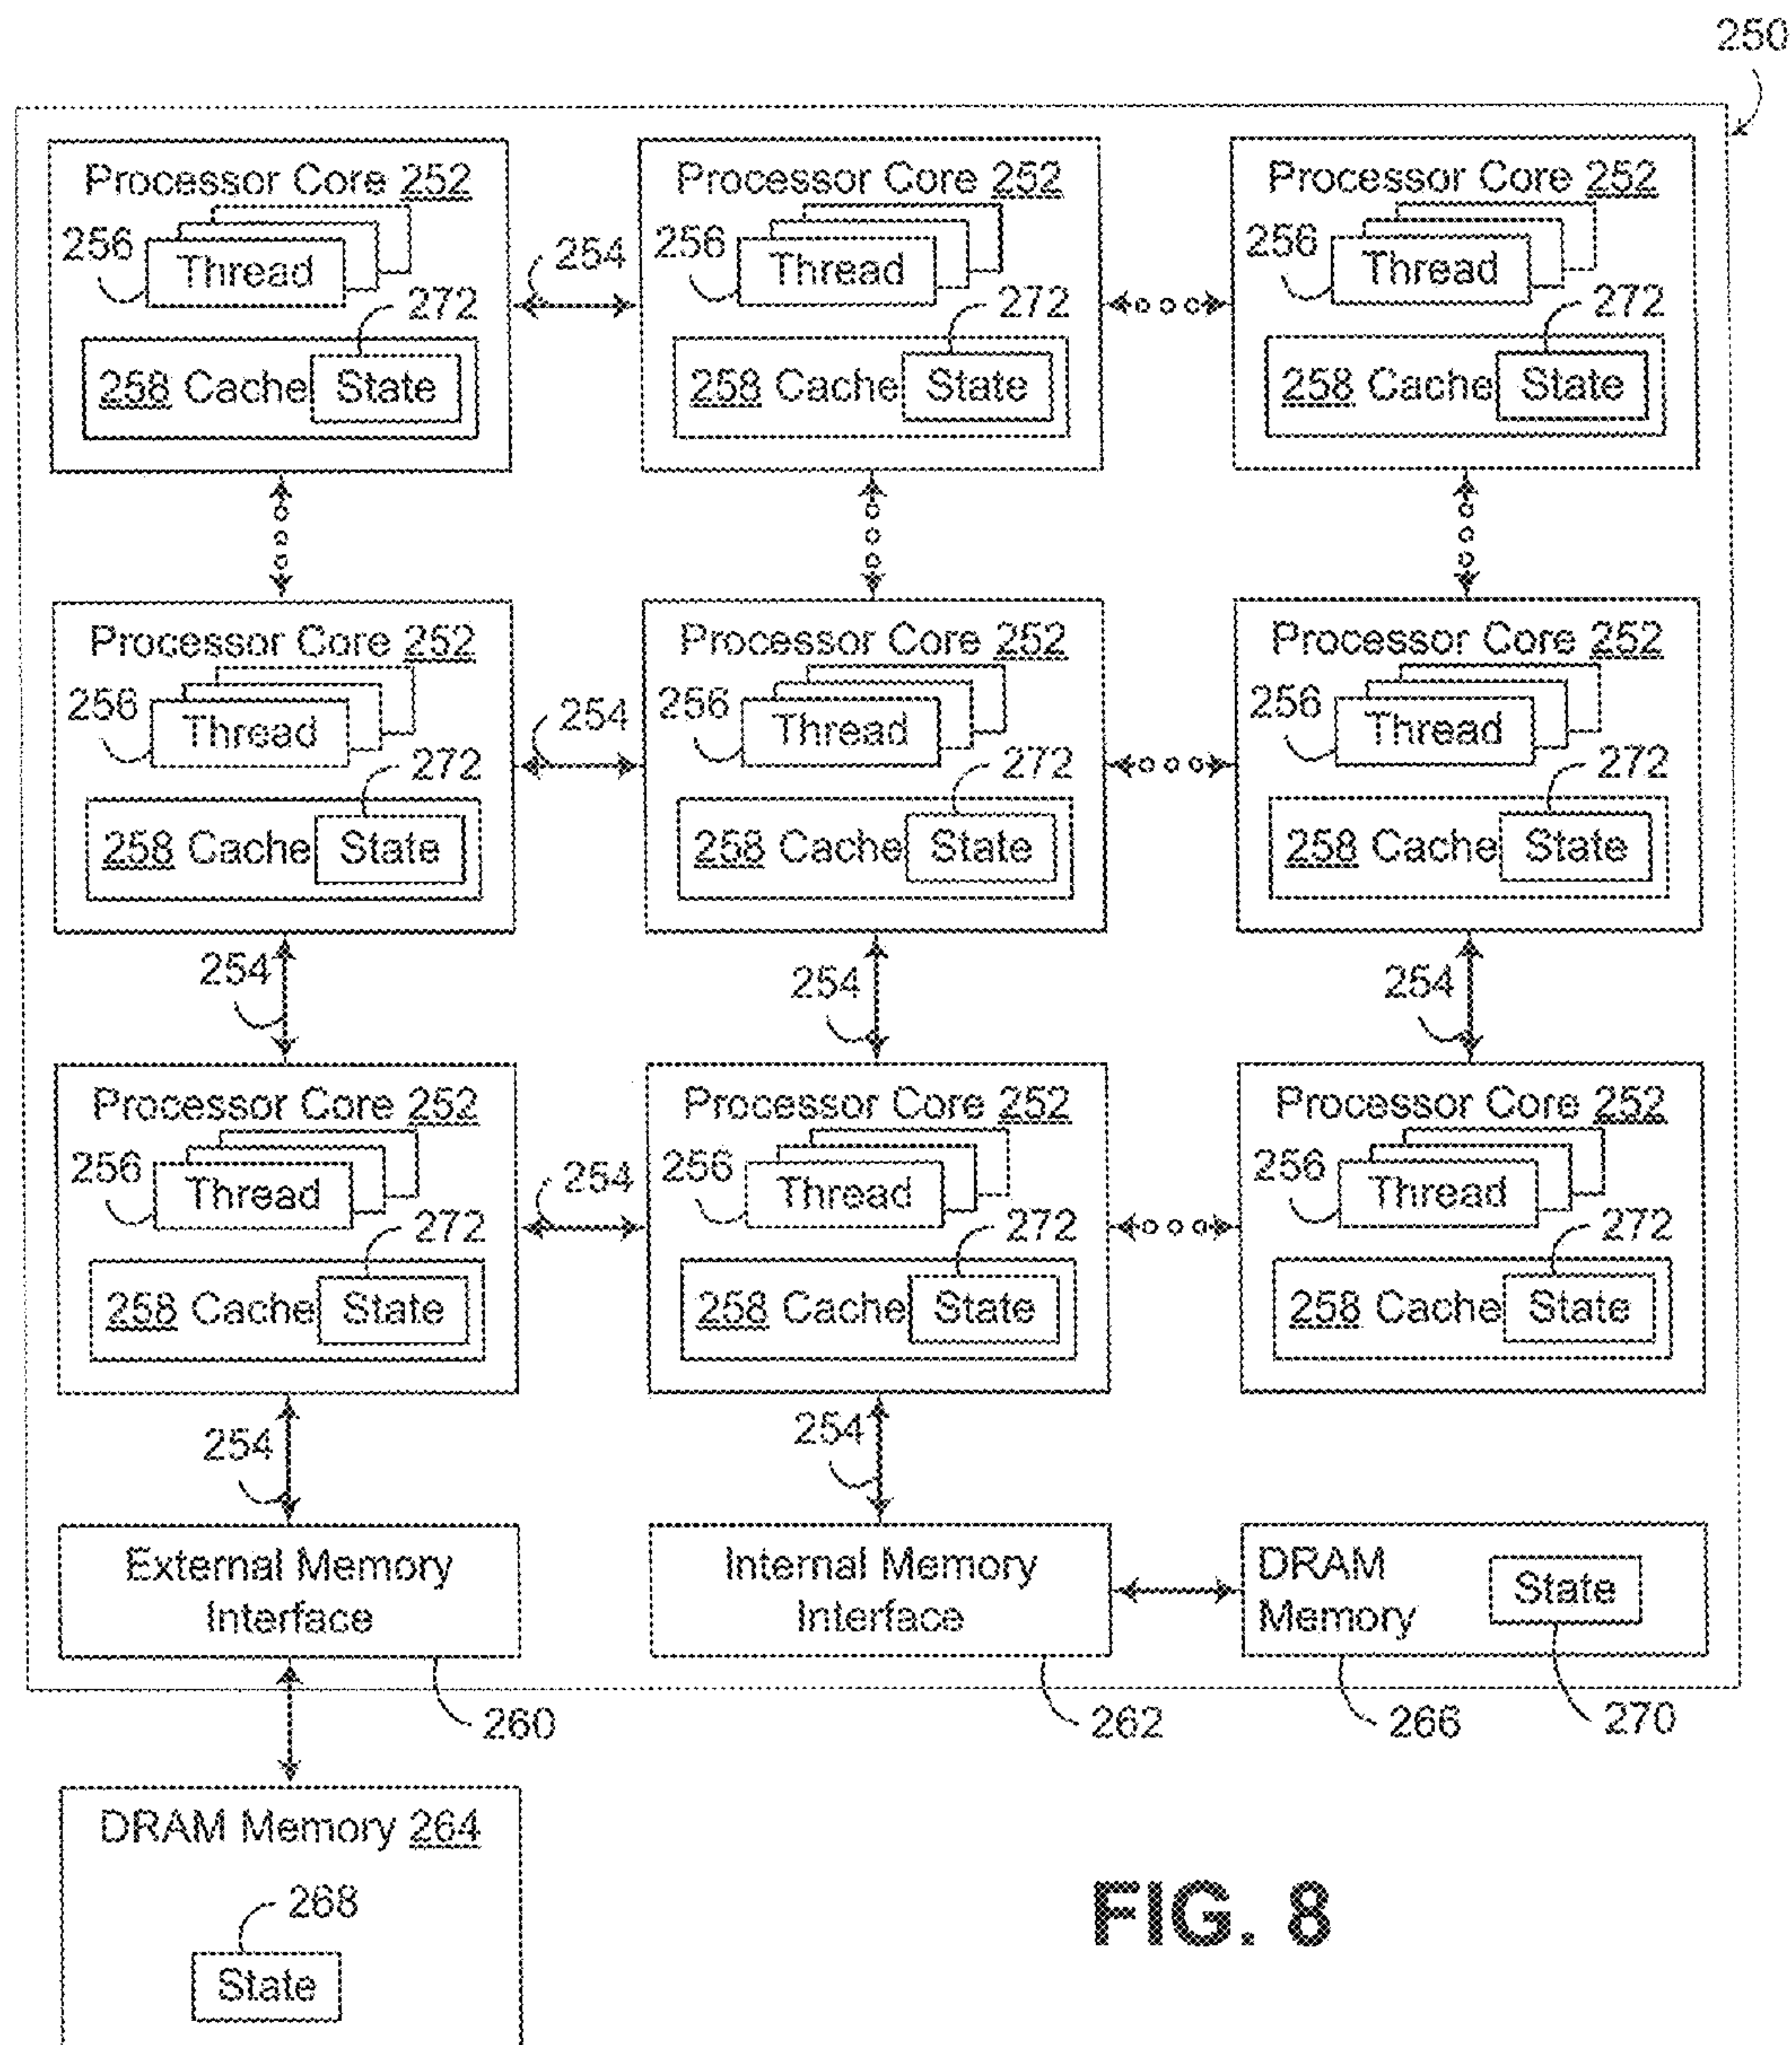 250
Processor Core 252 Processor Core 252 Processor Core 252
256 Thread 254 256 Thread 256 Thread
272 272 272
258 Cache State 258 Cache State 258 Cache State
Processor Core 252 Processor Core 252 Processor Core 252
256 Thread 254 256 Thread 256 Thread
272 272 272
258 Cache State 258 Cache State 258 Cache State
254 254 254
Processor Core 252 Processor Core 252 Processor Core 252
256 Thread 254 256 Thread 256 Thread
272 272 272
258 Cache State 258 Cache State 258 Cache State
254 254
External Memory
Interface
Internal Memory
Interface
DRAM
Memory
State
260 262 266 270
DRAM Memory 264
268
State
FIG. 8